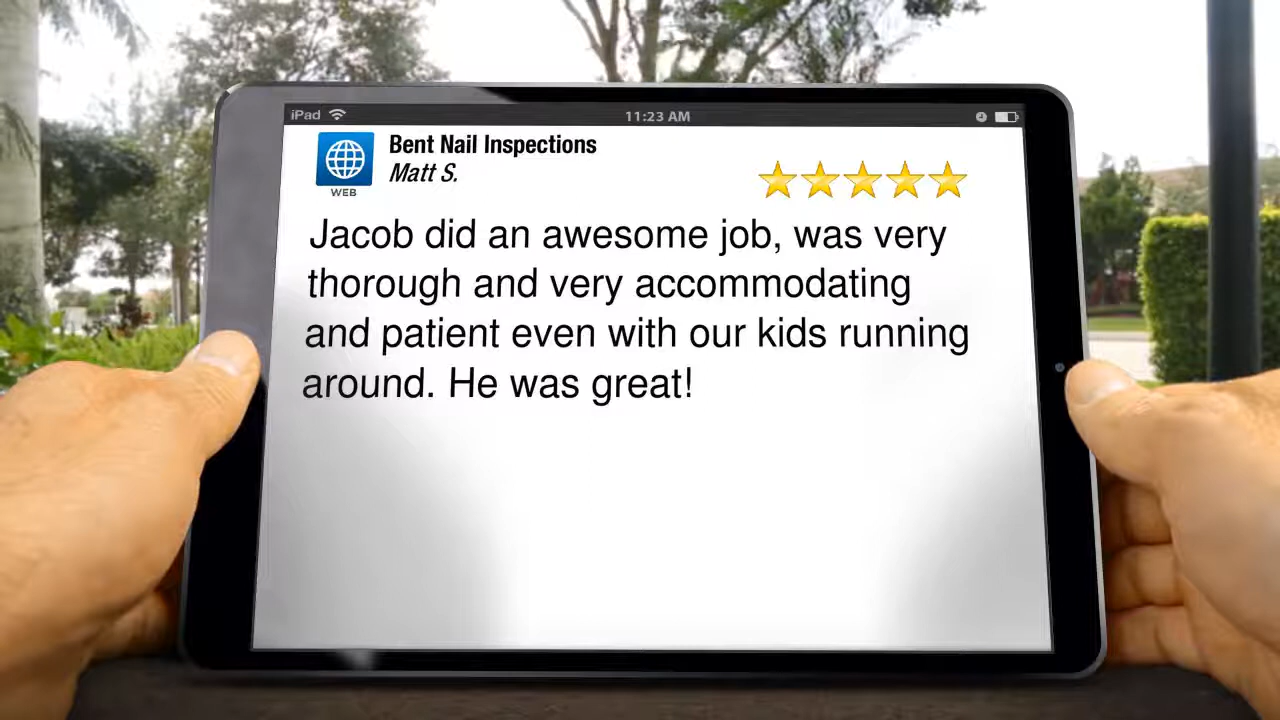 iPad 11:23 AM
Bent Nail Inspections
Matt S.
WEB
Jacob did an awesome job, was very
thorough and very accommodating
and patient even with our kids running
around. He was great!